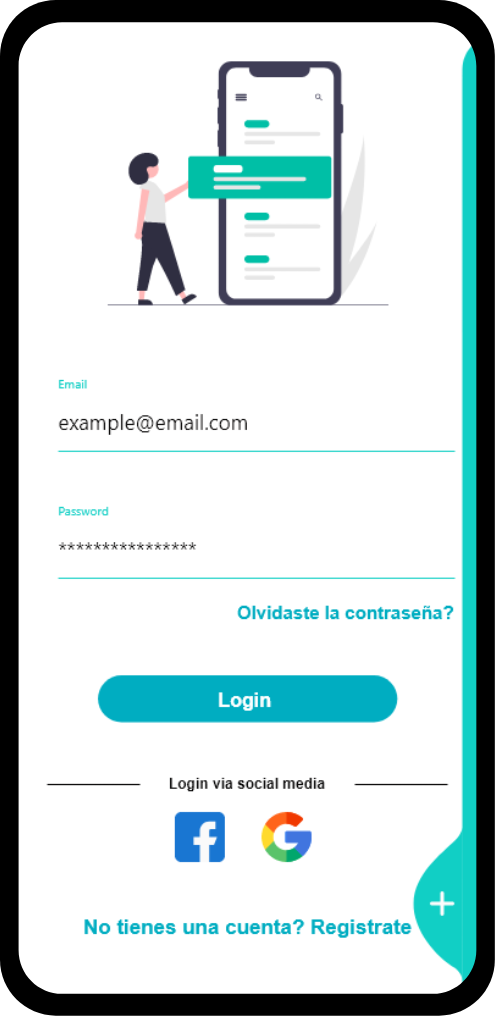 Email
example@email.com
Password
****************
Olvidaste la contraseña?
Login
Login via social media
No tienes una cuenta? Registrate